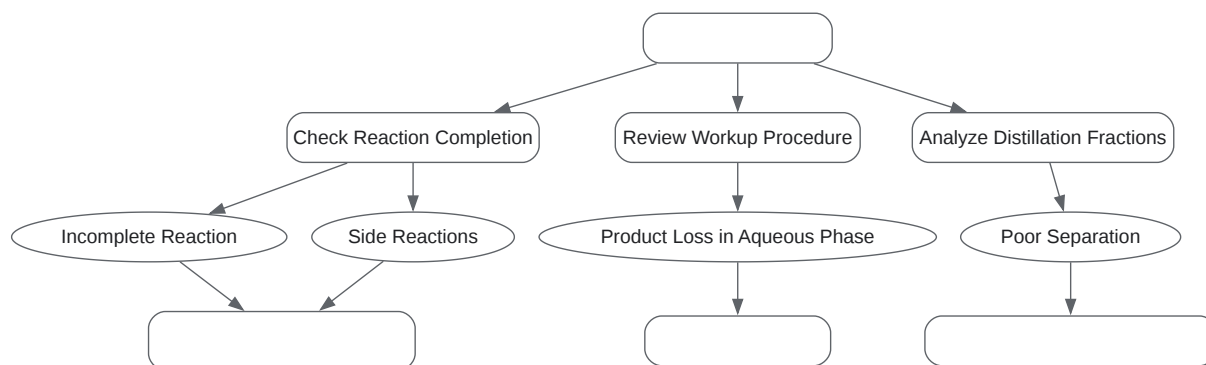 Check Reaction Completion
Review Workup Procedure
Analyze Distillation Fractions
Incomplete Reaction
Side Reactions
Product Loss in Aqueous Phase
Poor Separation